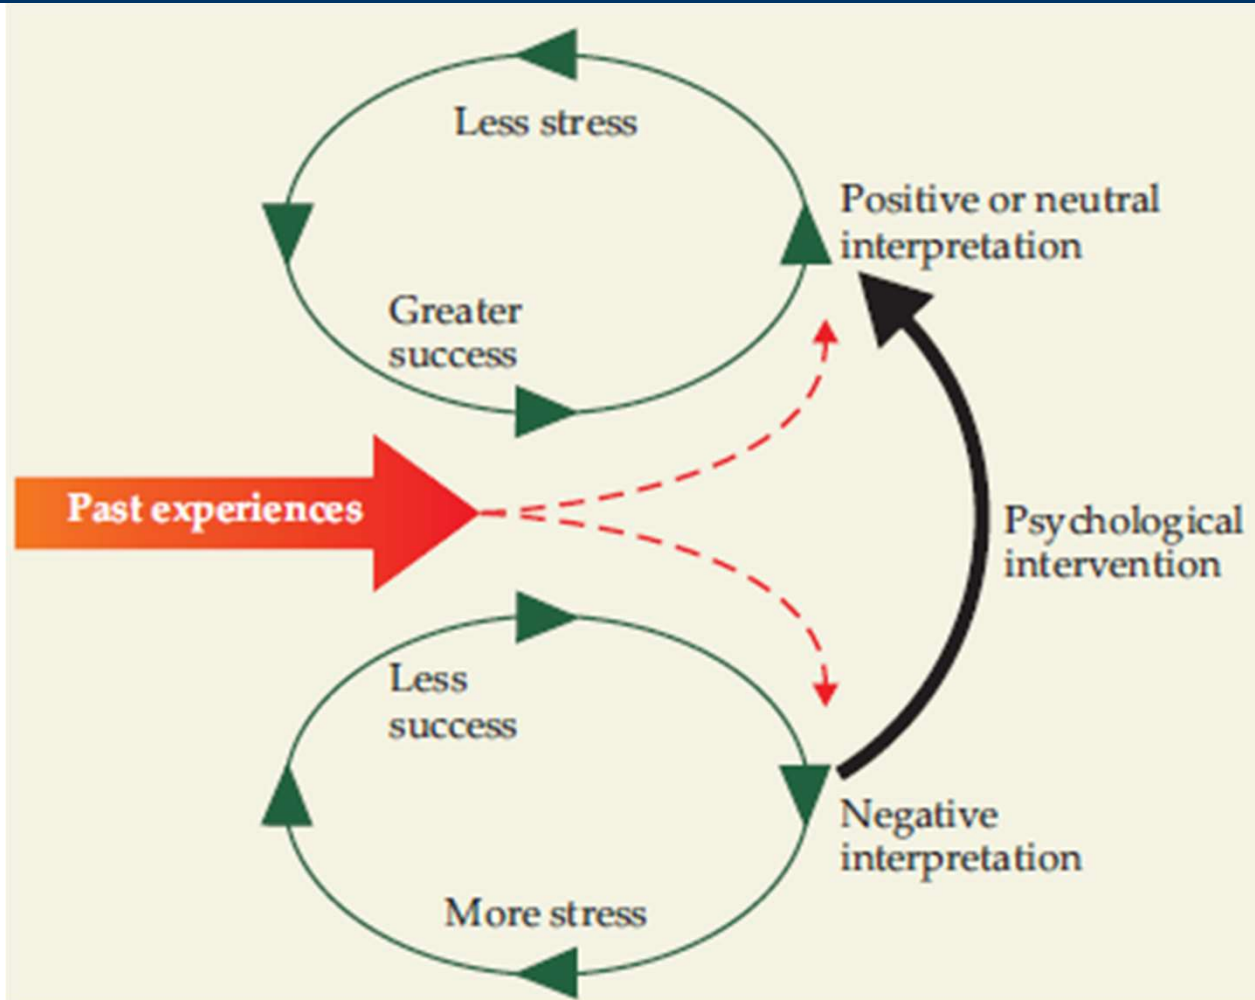 Less stress
Positive or neutral
interpretation
Greater
success
Past experiences
Psychological
intervention
Less
success
Negative
interpretation
More stress